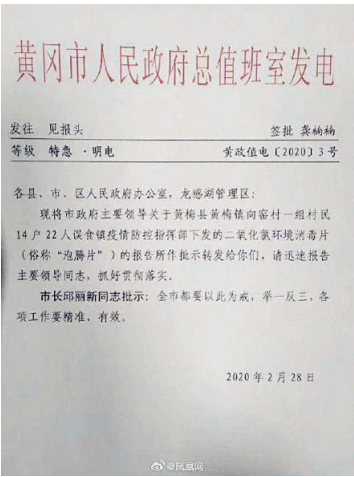 黄冈市人民政府总值班室发电
发往 见报头 签批 龚楠楠
等级 特急·明电 黄政值电〔2020〕3号
各县、市、区人民政府办公室，龙感湖管理区：
现将市政府主要领导关于黄梅县黄梅镇向窑村一组村民
14户22人误食镇疫情防控指挥部下发的二氧化氯环境消毒片
（俗称“泡腾片”）的报告所作批示转发给你们，请迅速报告
主要领导同志，抓好贯彻落实。
市长邱丽新同志批示：全市都要以此为戒，举一反三，各
项工作要精准、有效。
2020年2月28日
@凤凰网